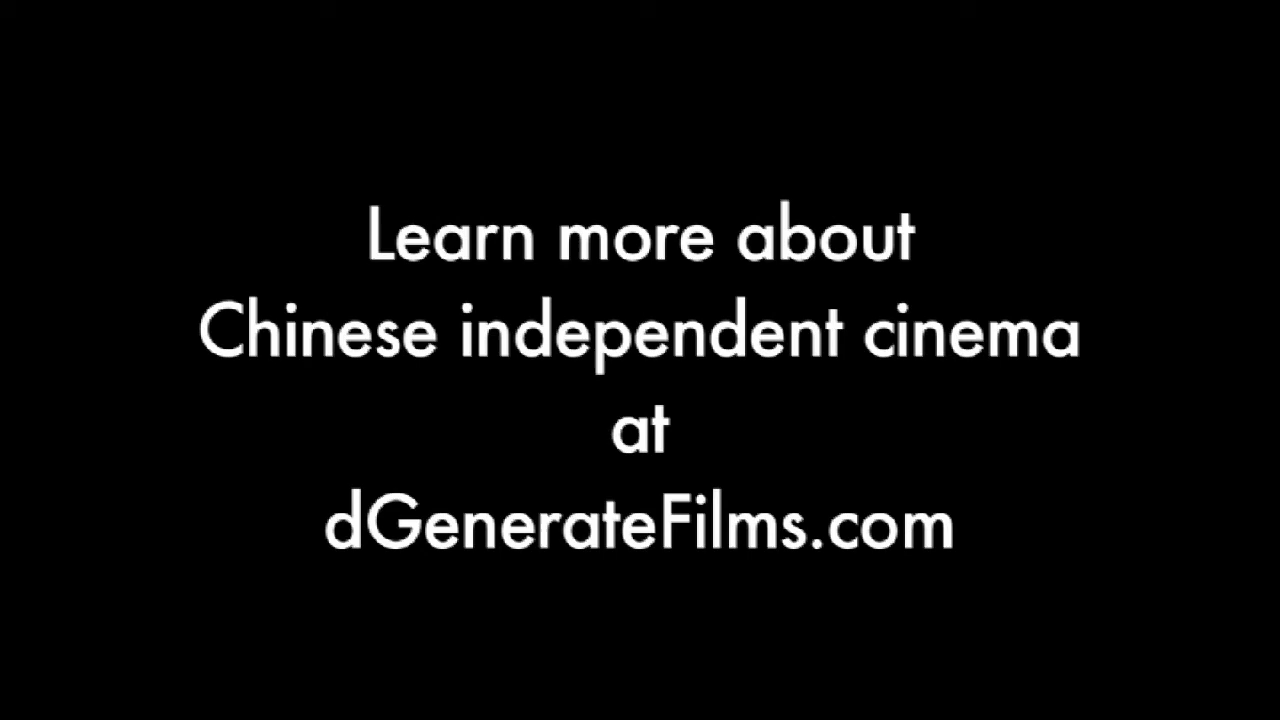 Learn more about
Chinese independent cinema
at
dGenerateFilms.com